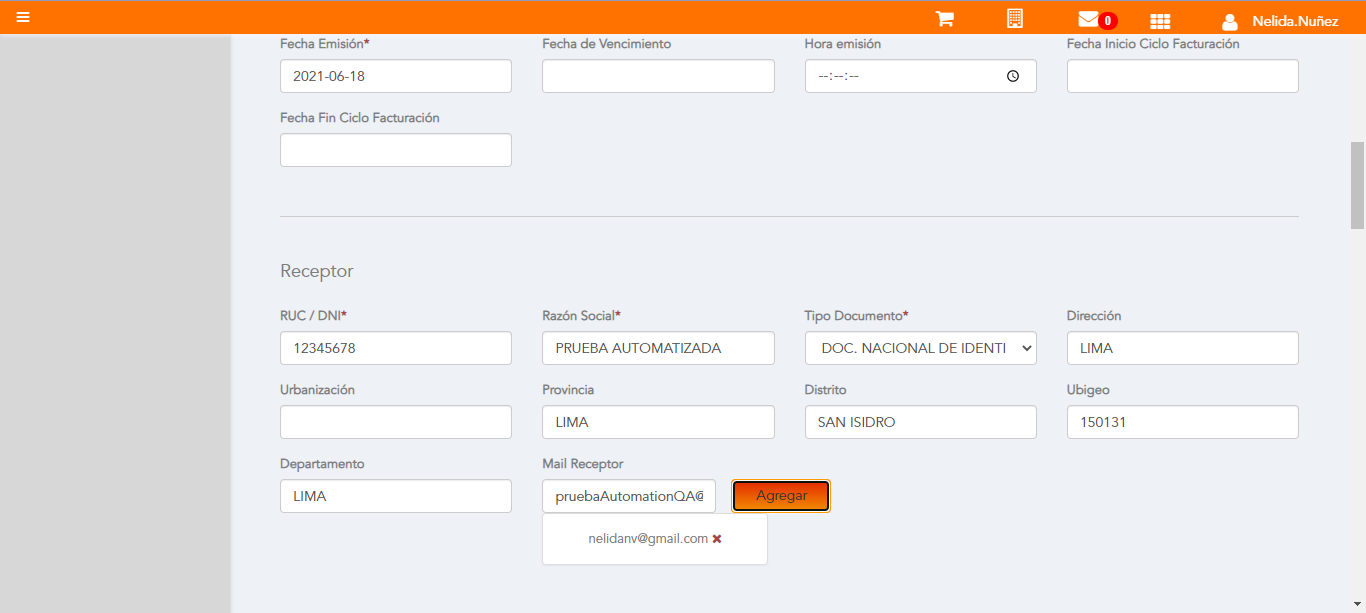 0 Nelida.Nuñez
Fecha Emisión* Fecha de Vencimiento Hora emisión Fecha Inicio Ciclo Facturación
2021-06-18 --:--:--
Fecha Fin Ciclo Facturación
Receptor
RUC / DNI* Razón Social* Tipo Documento* Dirección
12345678 PRUEBA AUTOMATIZADA DOC. NACIONAL DE IDENTI LIMA
Urbanización Provincia Distrito Ubigeo
LIMA SAN ISIDRO 150131
Departamento Mail Receptor
LIMA pruebaAutomationQA@ Agregar
nelidanv@gmail.com